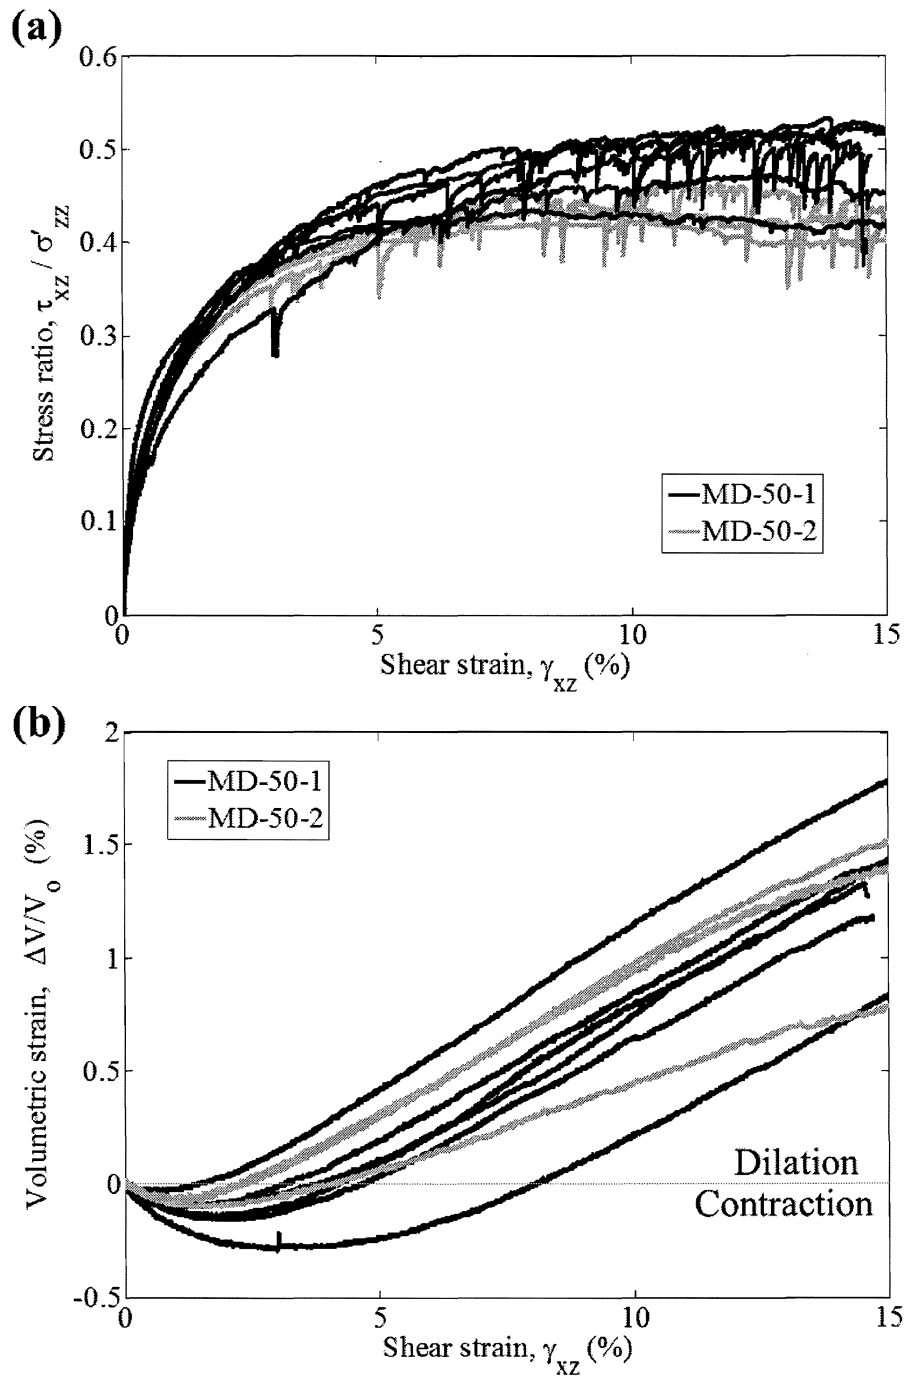 (a)
0.6
0.5
0.4
0.3
0.2
0.1
0
Stress ratio, τxz / σ'zz
MD-50-1
MD-50-2
0 5 10 15
Shear strain, γxz (%)
(b)
2
1.5
1
0.5
0
-0.5
Volumetric strain, ΔV/Vo (%)
MD-50-1
MD-50-2
Dilation
Contraction
0 5 10 15
Shear strain, γxz (%)